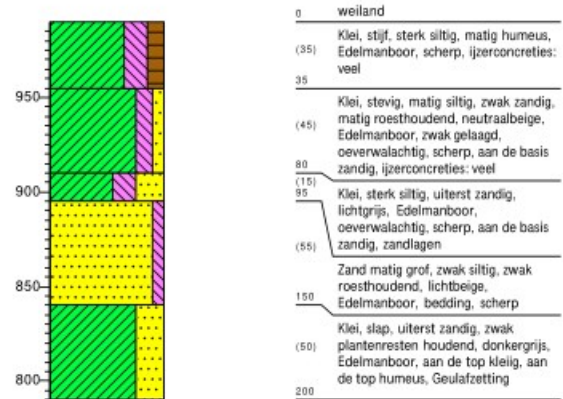 950
900
850
800
0 weiland
(35) Klei, stijf, sterk siltig, matig humeus,
Edelmanboor, scherp, ijzerconcreties:
veel
35
(45) Klei, stevig, matig siltig, zwak zandig,
matig roesthoudend, neutraalbeige,
Edelmanboor, zwak gelaagd,
oeverwalachtig, scherp, aan de basis
zandig, ijzerconcreties: veel
80
(15)
95
Klei, sterk siltig, uiterst zandig,
lichtgrijs, Edelmanboor,
oeverwalachtig, scherp, aan de basis
zandig, zandlagen
(55)
Zand matig grof, zwak siltig, zwak
roesthoudend, lichtbeige,
Edelmanboor, bedding, scherp
150
(50) Klei, slap, uiterst zandig, zwak
plantenresten houdend, donkergrijs,
Edelmanboor, aan de top kleiig, aan
de top humeus, Geulafzetting
200